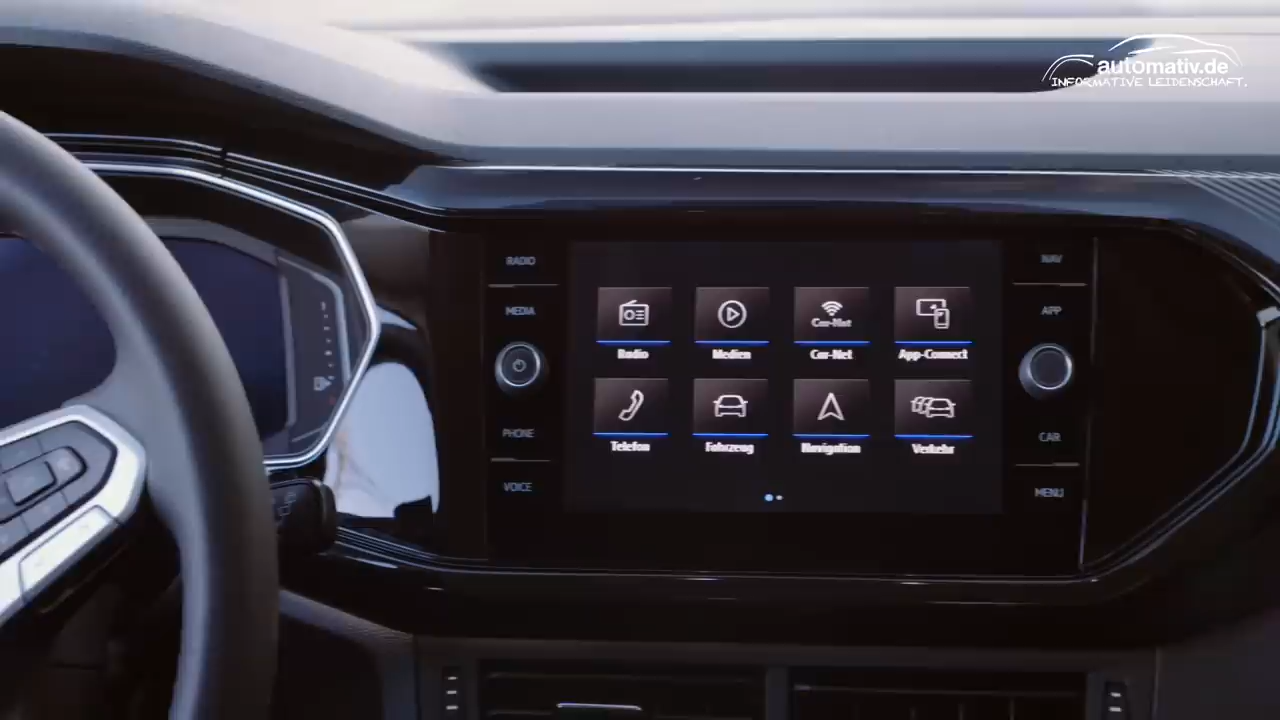 automativ.de
INFORMATIVE LEIDENSCHAFT.
RADIO
NAV
MEDIA
APP
Car-Net
Radio
Medien
Car-Net
App-Connect
PHONE
CAR
Telefon
Fahrzeug
Navigation
Verkehr
VOICE
MENU